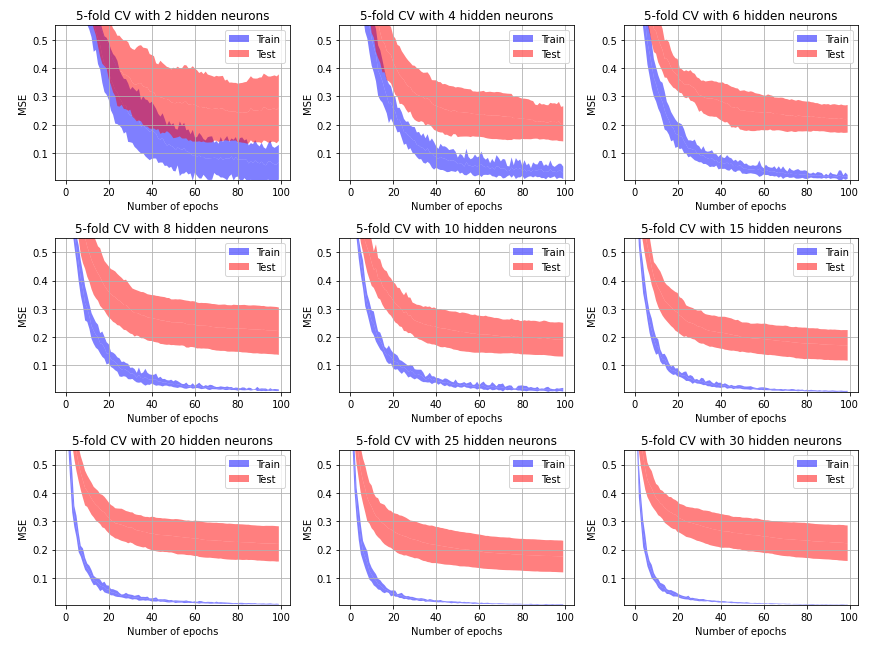 5-fold CV with 2 hidden neurons
0.5
0.4
0.3
0.2
0.1
MSE
Train
Test
0 20 40 60 80 100
Number of epochs
5-fold CV with 4 hidden neurons
0.5
0.4
0.3
0.2
0.1
MSE
Train
Test
0 20 40 60 80 100
Number of epochs
5-fold CV with 6 hidden neurons
0.5
0.4
0.3
0.2
0.1
MSE
Train
Test
0 20 40 60 80 100
Number of epochs
5-fold CV with 8 hidden neurons
0.5
0.4
0.3
0.2
0.1
MSE
Train
Test
0 20 40 60 80 100
Number of epochs
5-fold CV with 10 hidden neurons
0.5
0.4
0.3
0.2
0.1
MSE
Train
Test
0 20 40 60 80 100
Number of epochs
5-fold CV with 15 hidden neurons
0.5
0.4
0.3
0.2
0.1
MSE
Train
Test
0 20 40 60 80 100
Number of epochs
5-fold CV with 20 hidden neurons
0.5
0.4
0.3
0.2
0.1
MSE
Train
Test
0 20 40 60 80 100
Number of epochs
5-fold CV with 25 hidden neurons
0.5
0.4
0.3
0.2
0.1
MSE
Train
Test
0 20 40 60 80 100
Number of epochs
5-fold CV with 30 hidden neurons
0.5
0.4
0.3
0.2
0.1
MSE
Train
Test
0 20 40 60 80 100
Number of epochs